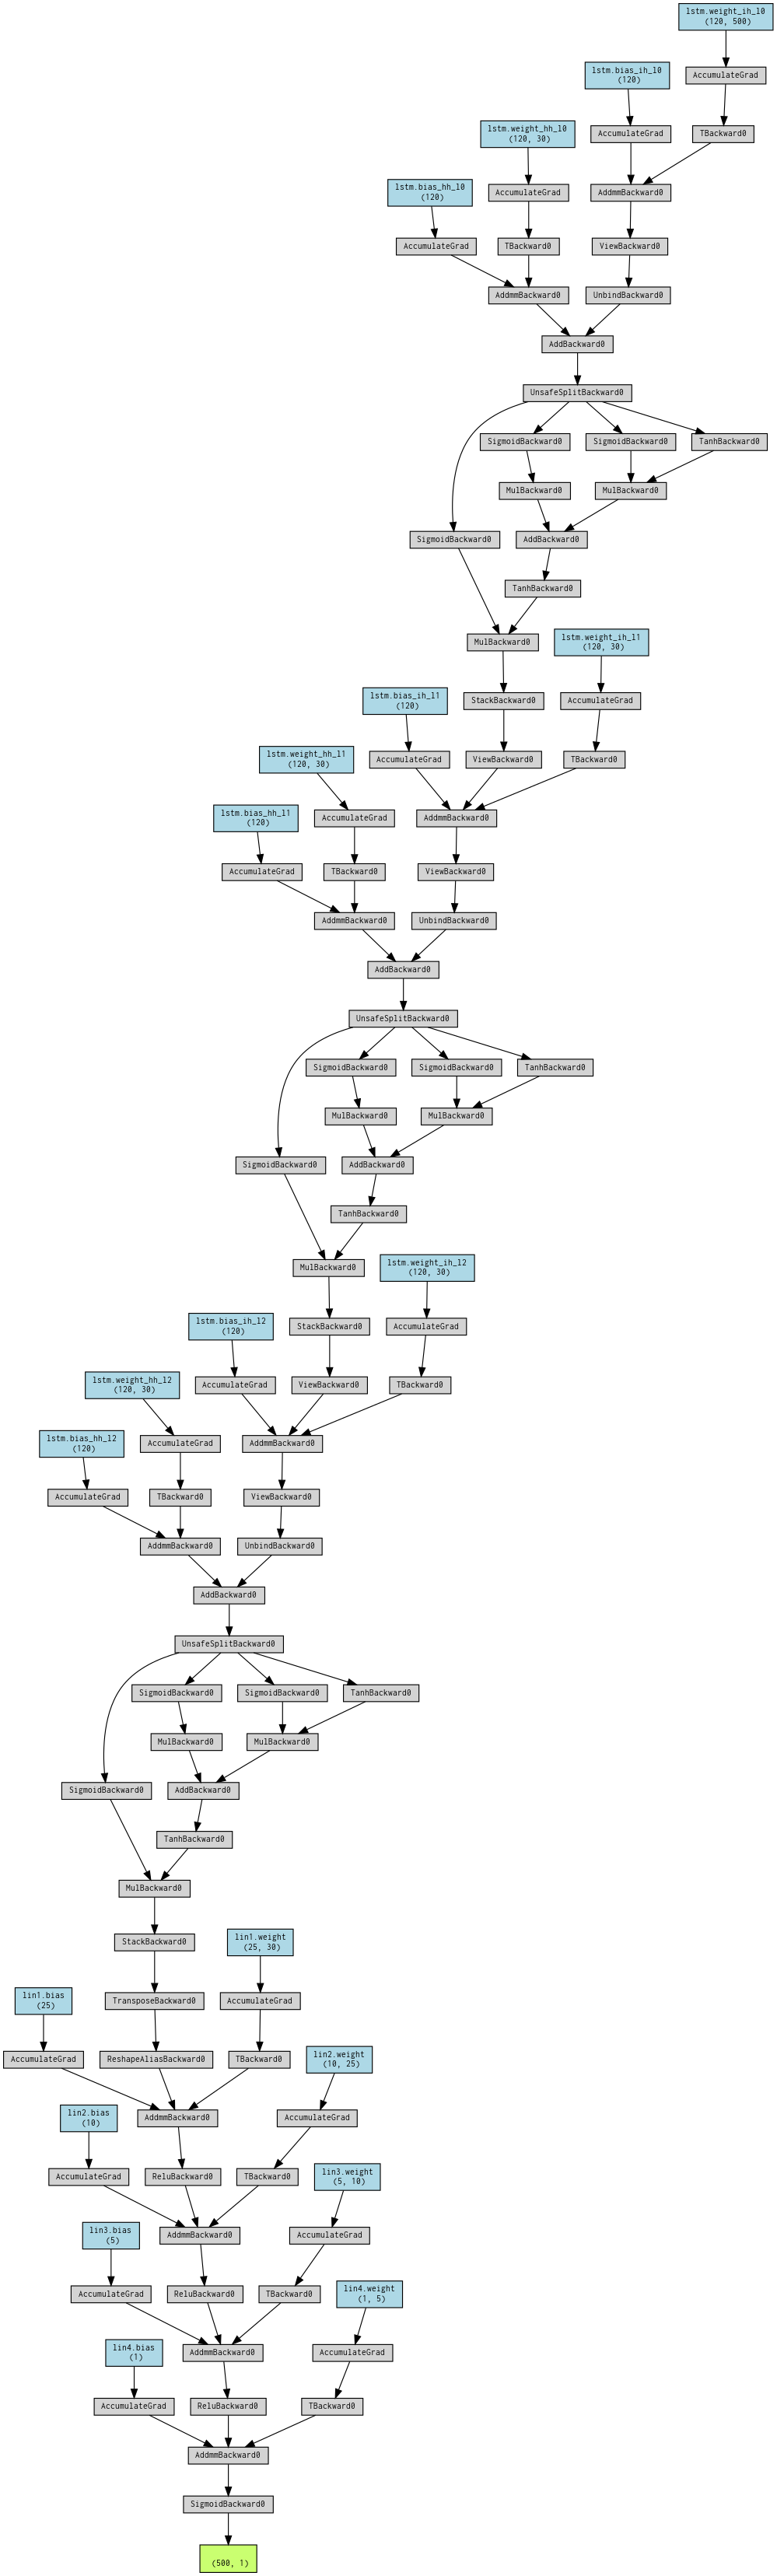 lstm.weight_ih_l0
(120, 500)
lstm.bias_ih_l0
(120)
AccumulateGrad
lstm.weight_hh_l0
(120, 30)
AccumulateGrad
TBackward0
lstm.bias_hh_l0
(120)
AccumulateGrad
AddmmBackward0
AccumulateGrad
TBackward0
ViewBackward0
AddmmBackward0
UnbindBackward0
AddBackward0
UnsafeSplitBackward0
SigmoidBackward0
SigmoidBackward0
TanhBackward0
MulBackward0
MulBackward0
SigmoidBackward0
AddBackward0
TanhBackward0
MulBackward0
lstm.weight_ih_l1
(120, 30)
lstm.bias_ih_l1
(120)
StackBackward0
AccumulateGrad
lstm.weight_hh_l1
(120, 30)
AccumulateGrad
ViewBackward0
TBackward0
lstm.bias_hh_l1
(120)
AccumulateGrad
AddmmBackward0
AccumulateGrad
TBackward0
ViewBackward0
AddmmBackward0
UnbindBackward0
AddBackward0
UnsafeSplitBackward0
SigmoidBackward0
SigmoidBackward0
TanhBackward0
MulBackward0
MulBackward0
SigmoidBackward0
AddBackward0
TanhBackward0
MulBackward0
lstm.weight_ih_l2
(120, 30)
lstm.bias_ih_l2
(120)
StackBackward0
AccumulateGrad
lstm.weight_hh_l2
(120, 30)
AccumulateGrad
ViewBackward0
TBackward0
lstm.bias_hh_l2
(120)
AccumulateGrad
AddmmBackward0
AccumulateGrad
TBackward0
ViewBackward0
AddmmBackward0
UnbindBackward0
AddBackward0
UnsafeSplitBackward0
SigmoidBackward0
SigmoidBackward0
TanhBackward0
MulBackward0
MulBackward0
SigmoidBackward0
AddBackward0
TanhBackward0
MulBackward0
StackBackward0
lin1.weight
(25, 30)
lin1.bias
(25)
TransposeBackward0
AccumulateGrad
AccumulateGrad
ReshapeAliasBackward0
TBackward0
lin2.weight
(10, 25)
lin2.bias
(10)
AddmmBackward0
AccumulateGrad
AccumulateGrad
ReluBackward0
TBackward0
lin3.weight
(5, 10)
lin3.bias
(5)
AddmmBackward0
AccumulateGrad
AccumulateGrad
ReluBackward0
TBackward0
lin4.weight
(1, 5)
lin4.bias
(1)
AddmmBackward0
AccumulateGrad
AccumulateGrad
ReluBackward0
TBackward0
AddmmBackward0
SigmoidBackward0
(500, 1)